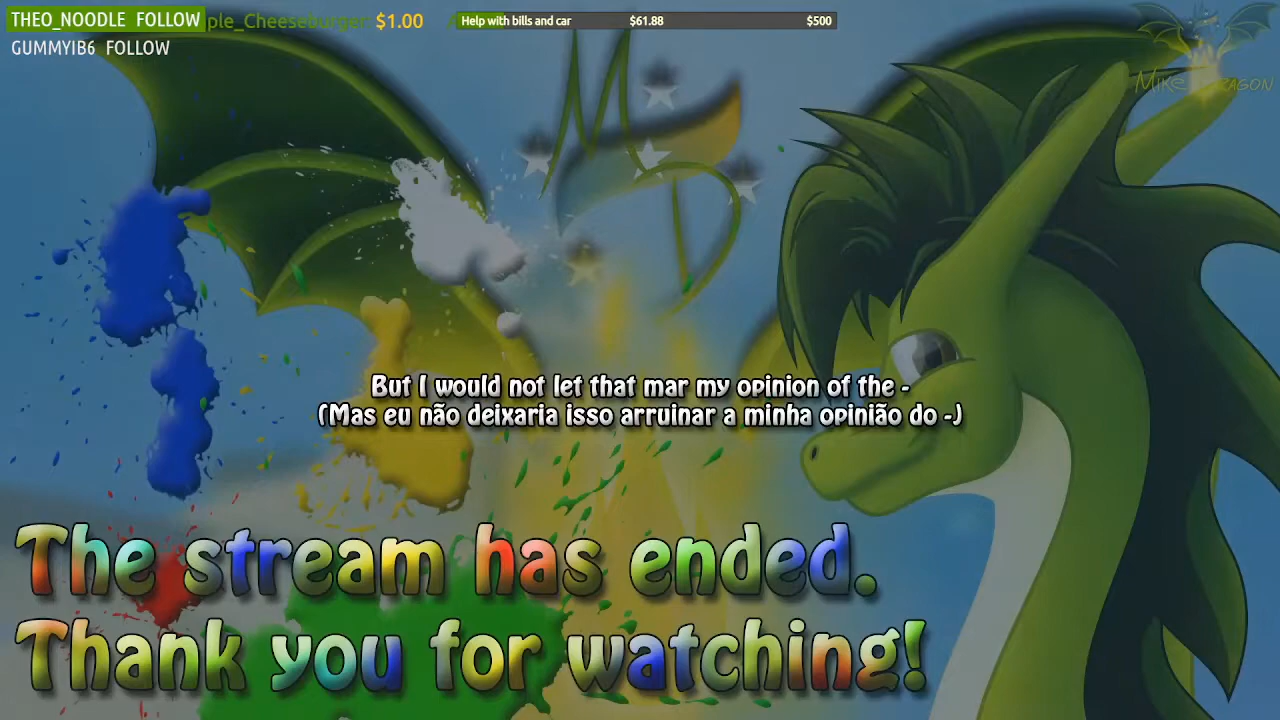 THEO_NOODLE FOLLOW
ple_Cheeseburger: $1.00
Help with bills and car $61.88 $500
GUMMYIB6 FOLLOW
MD
But I would not let that mar my opinion of the -
(Mas eu não deixaria isso arruinar a minha opinião do -)
The stream has ended.
Thank you for watching!